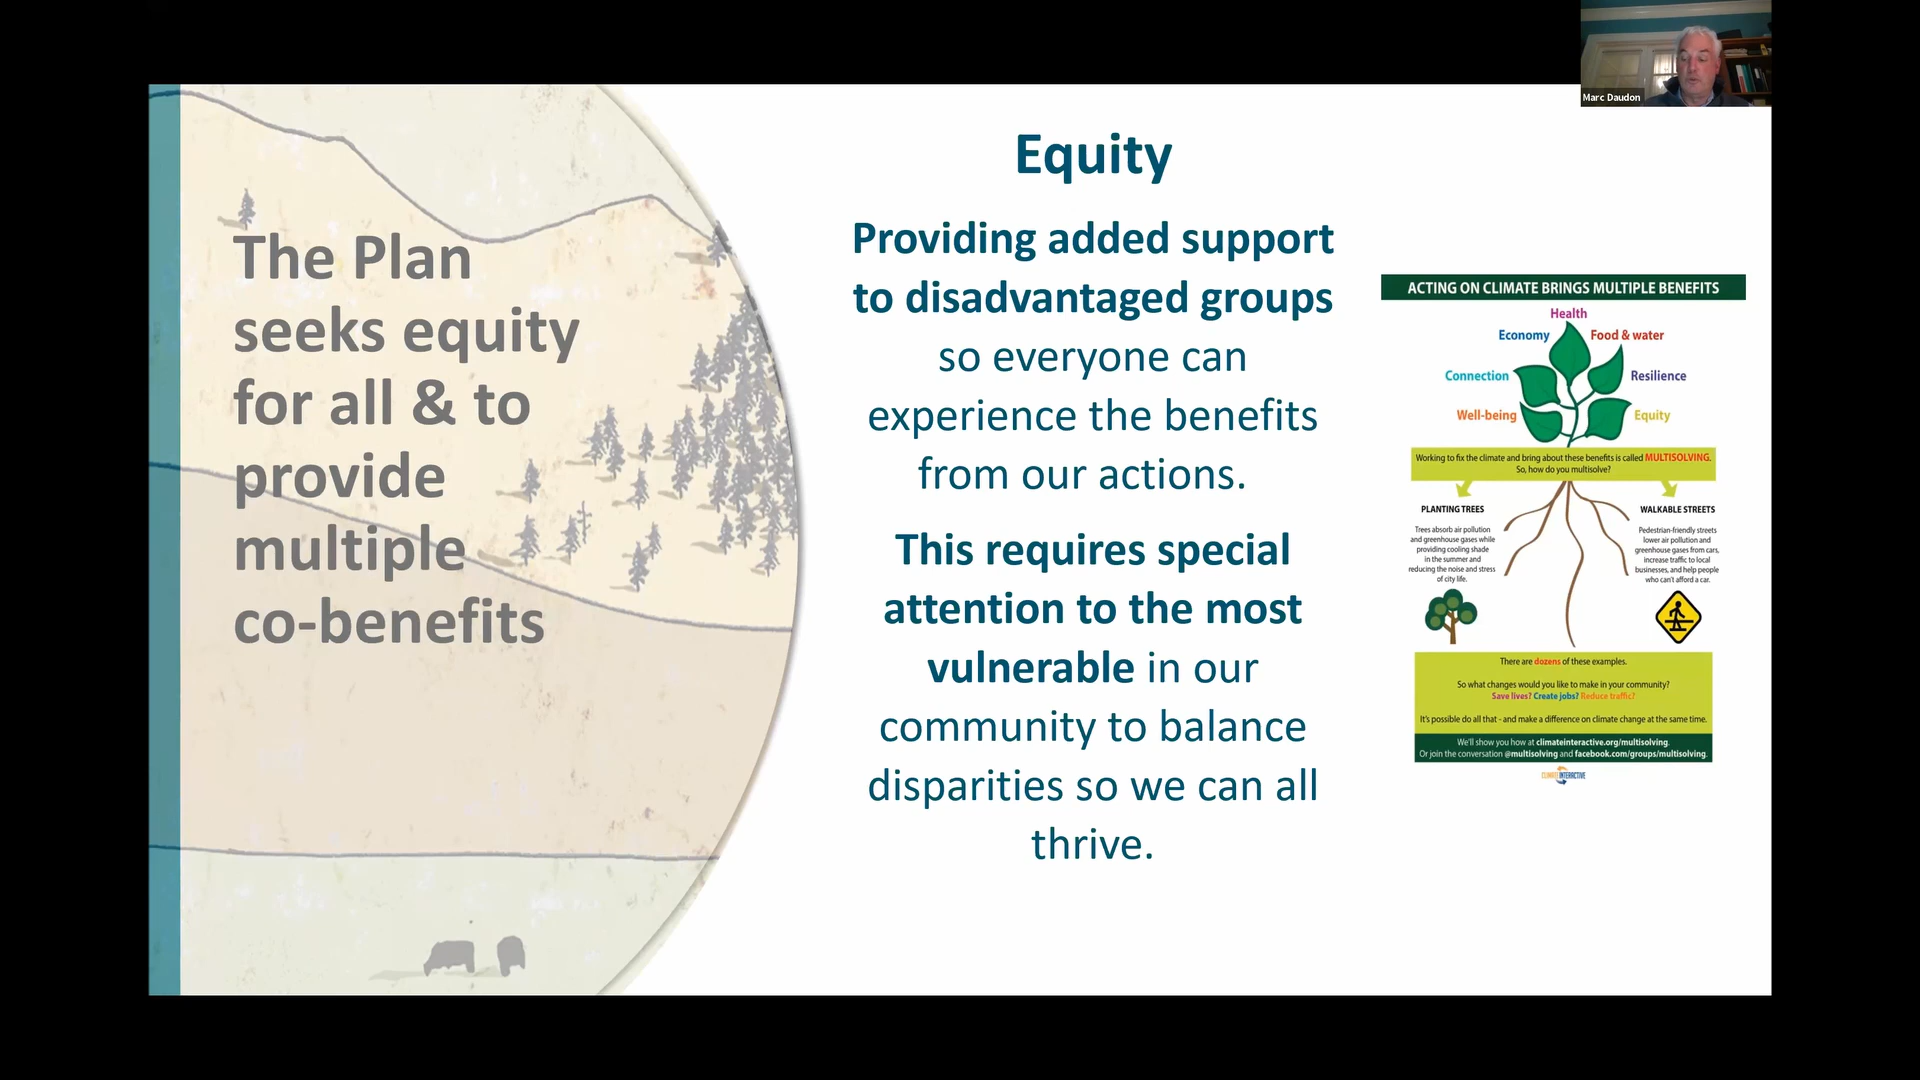 Marc Daudon
The Plan
seeks equity
for all & to
provide
multiple
co-benefits
Equity
Providing added support
to disadvantaged groups
so everyone can
experience the benefits
from our actions.
This requires special
attention to the most
vulnerable in our
community to balance
disparities so we can all
thrive.
ACTING ON CLIMATE BRINGS MULTIPLE BENEFITS
Health
Economy
Food & water
Connection
Resilience
Well-being
Equity
Working to fix the climate and bring about these benefits is called MULTISOLVING.
So, how do you multisolve?
PLANTING TREES
Trees absorb air pollution
and greenhouse gases while
providing cooling shade
in the summer and
reducing the noise and stress
of city life.
WALKABLE STREETS
Pedestrian-friendly streets
lower air pollution and
greenhouse gases from cars,
increase traffic to local
businesses, and help people
who can't afford a car.
There are dozens of these examples.
So what changes would you like to make in your community?
Save lives? Create jobs? Reduce traffic?
It's possible do all that - and make a difference on climate change at the same time.
We'll show you how at climateinteractive.org/multisolving.
Or join the conversation @multisolving and facebook.com/groups/multisolving.
CLIMATE INTERACTIVE